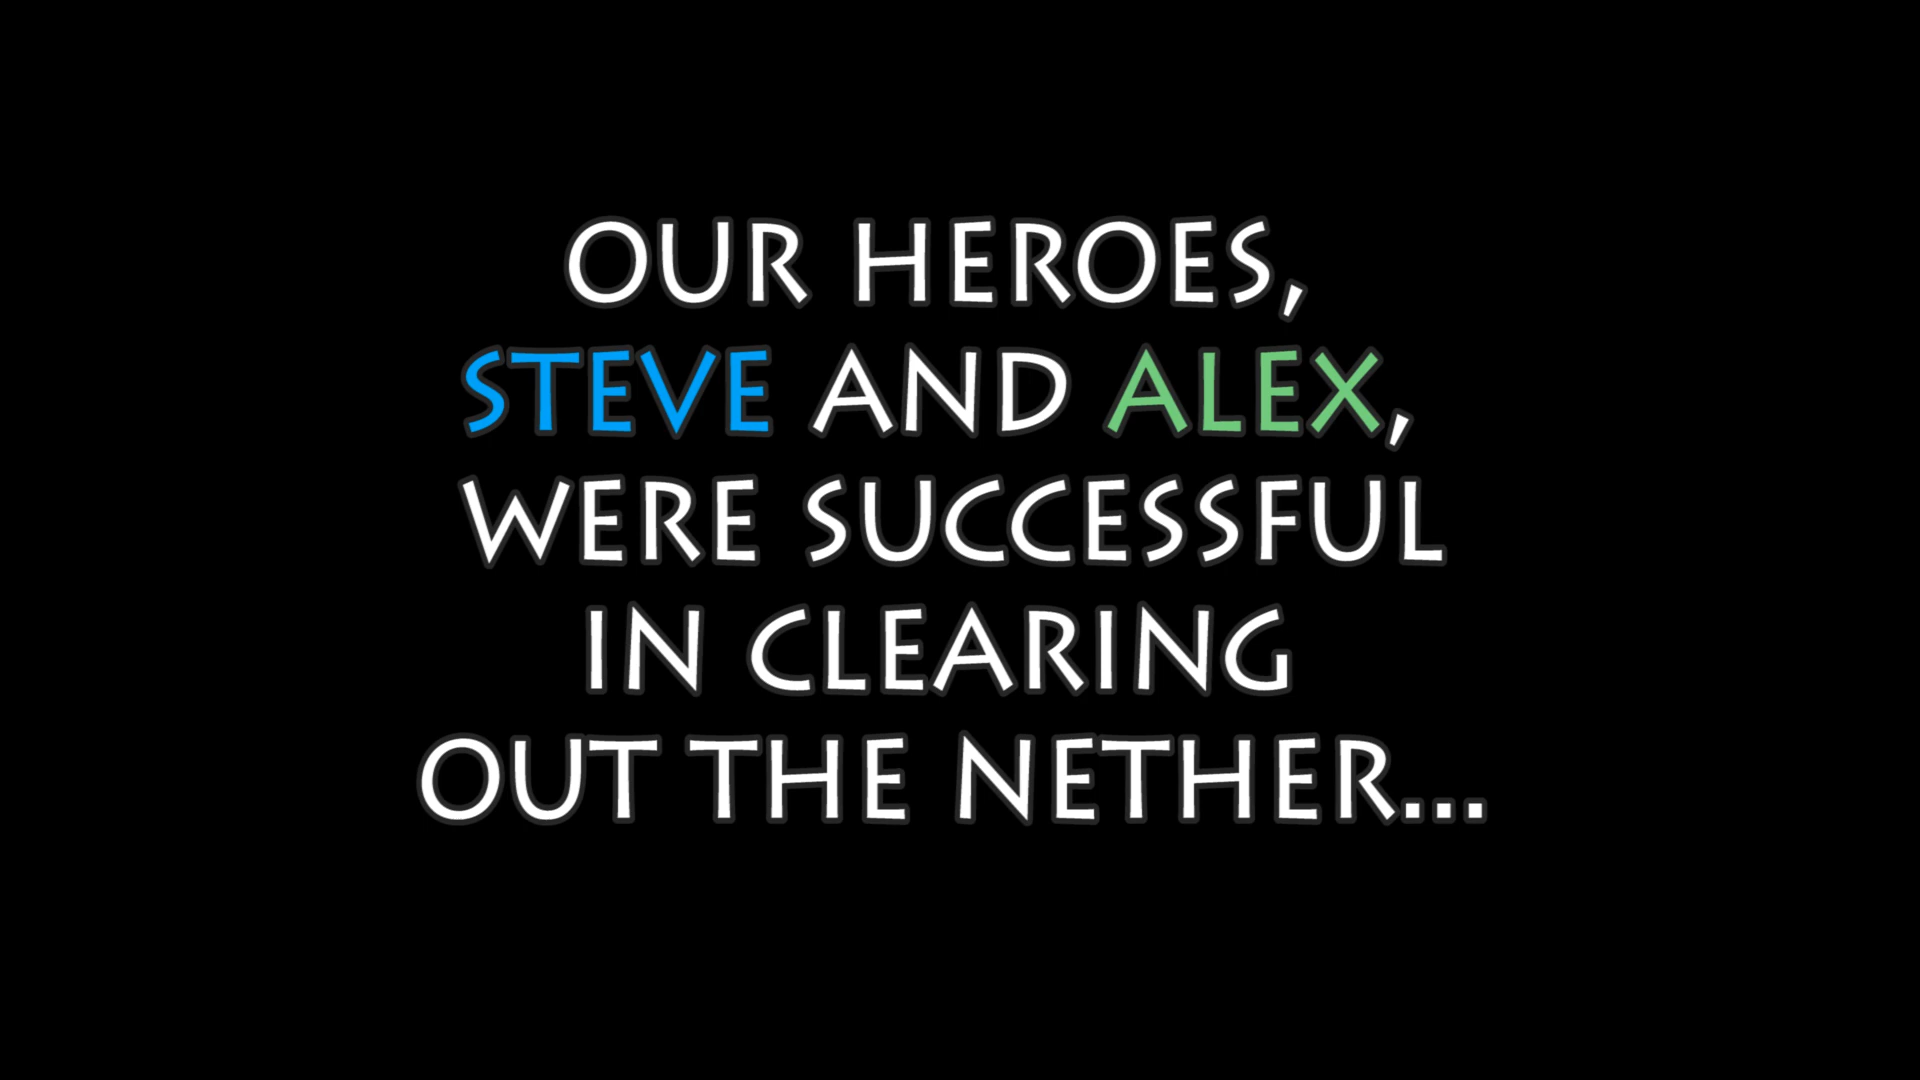 OUR HEROES,
STEVE AND ALEX,
WERE SUCCESSFUL
IN CLEARING
OUT THE NETHER...